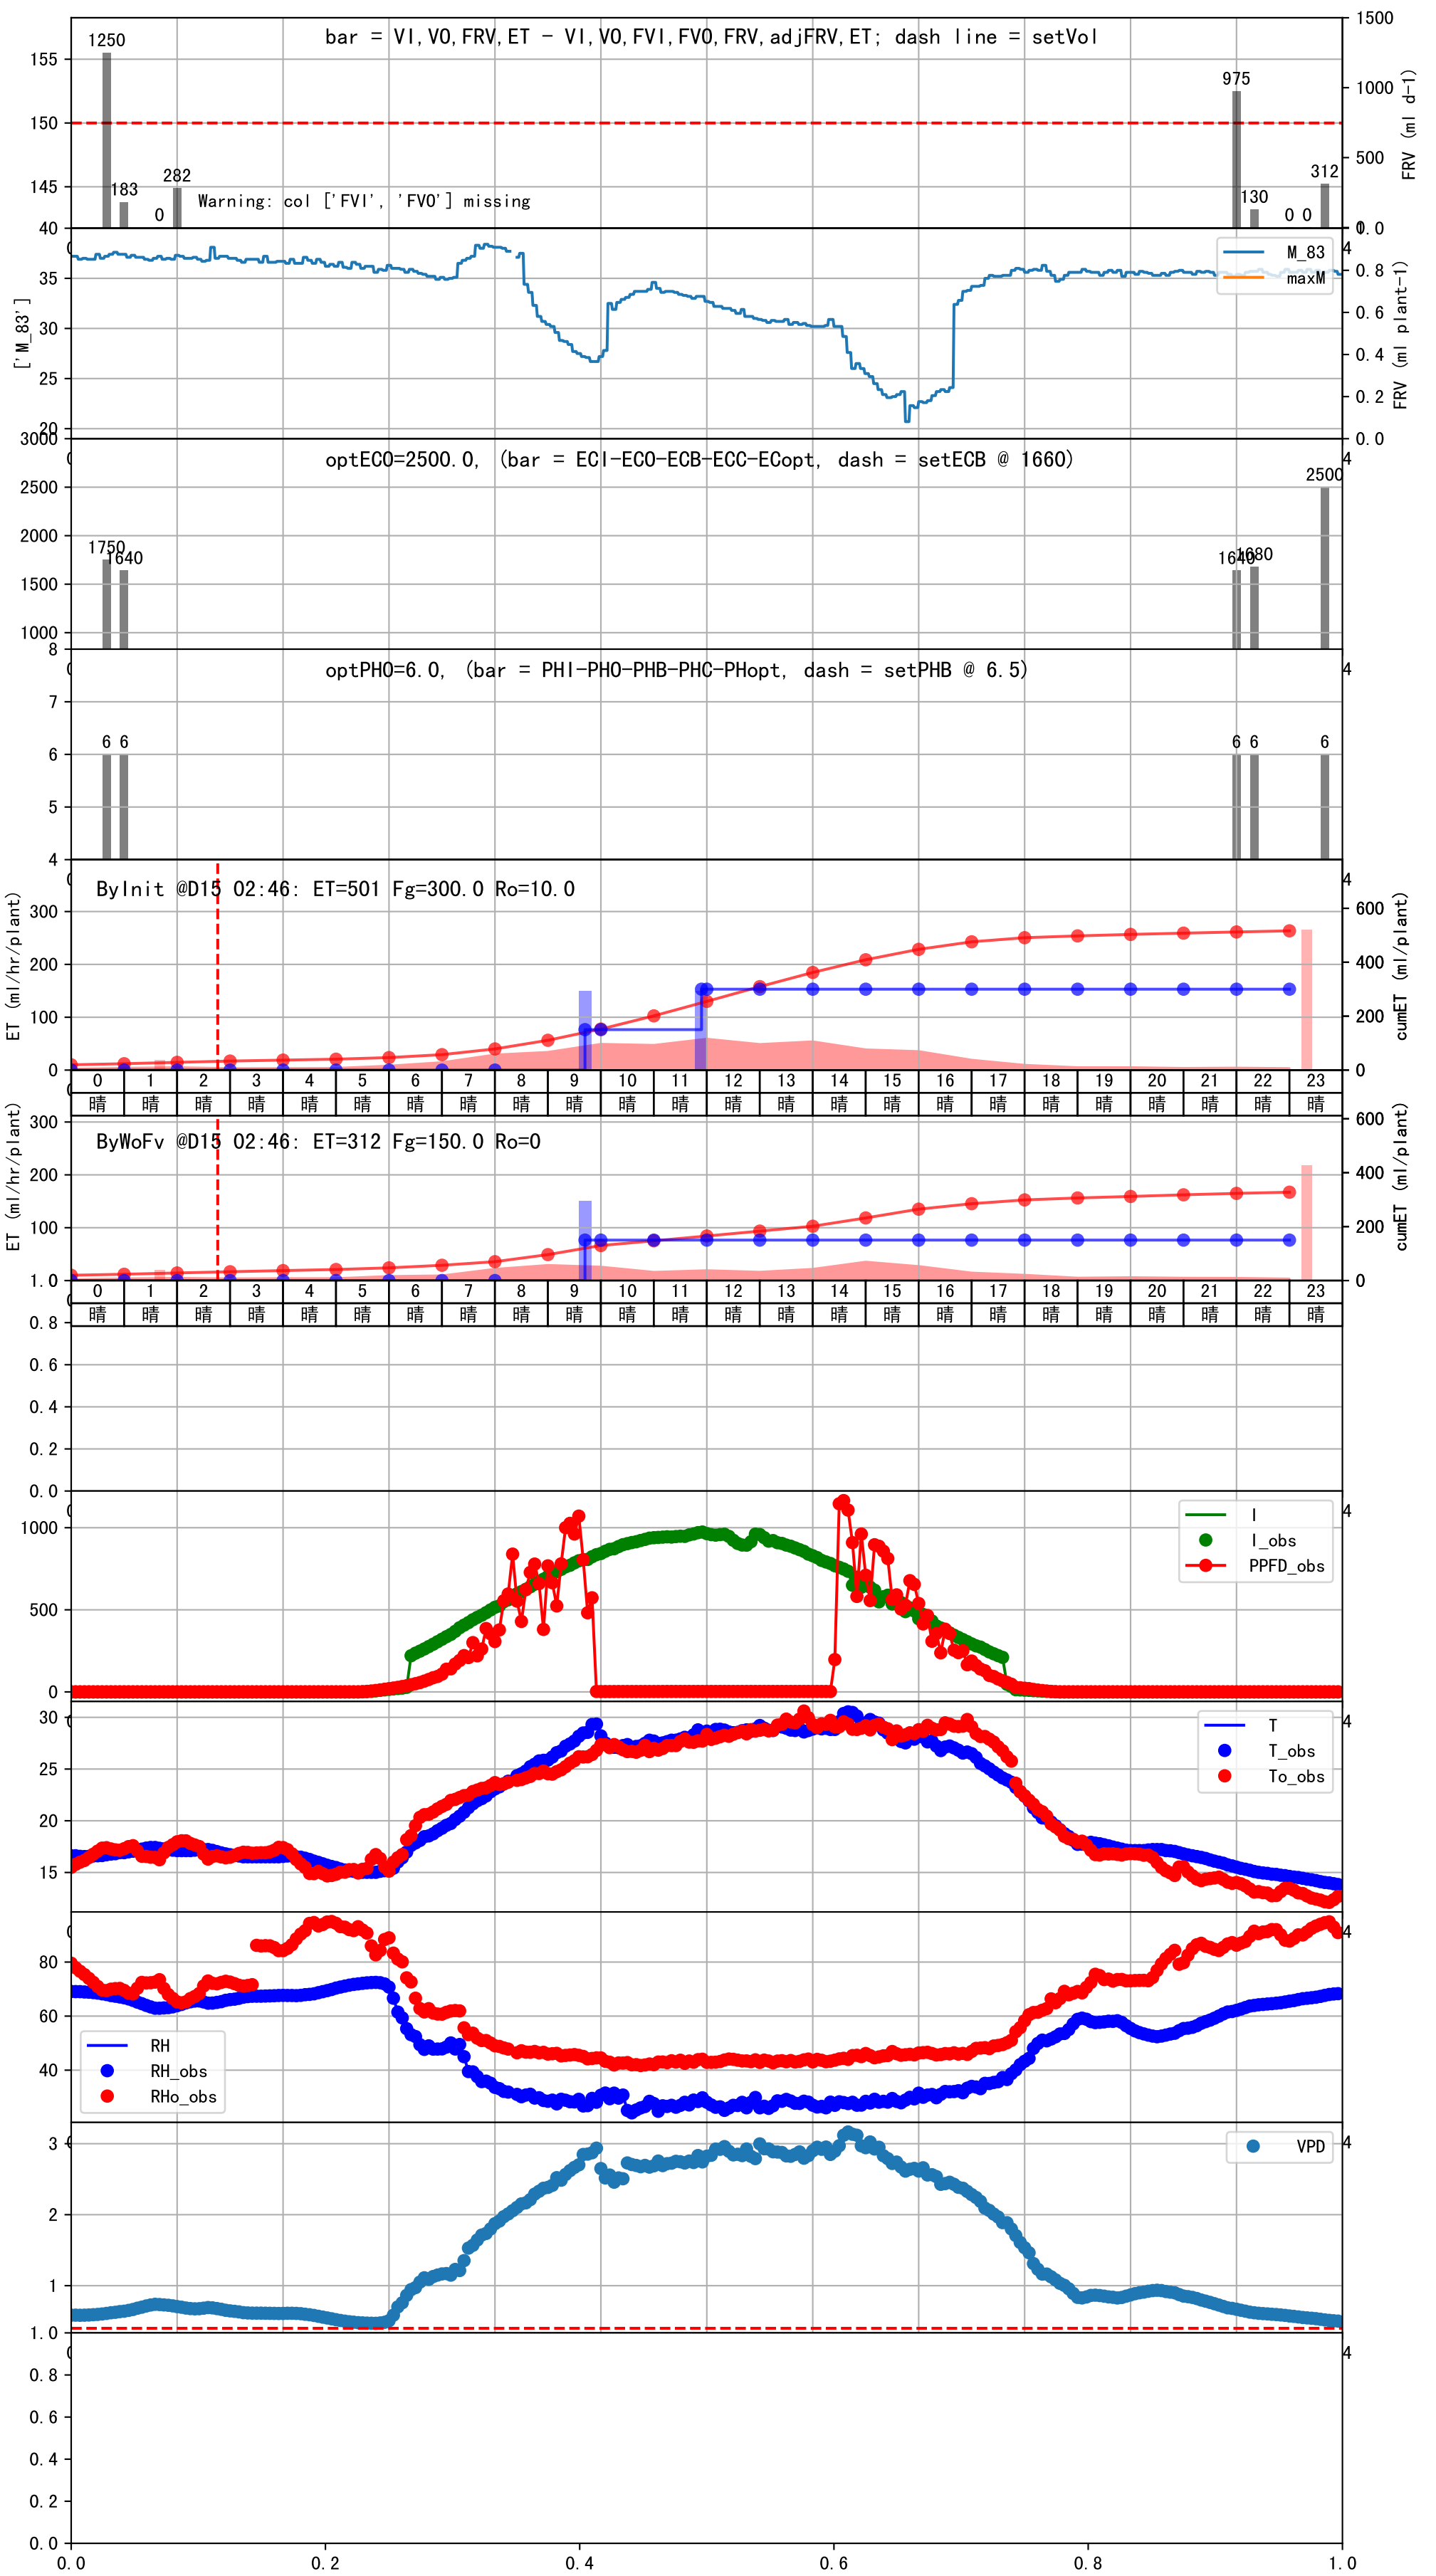 bar = VI,VO,FRV,ET - VI,VO,FVI,FVO,FRV,adjFRV,ET; dash line = setVol
1250
183
0
282
975
130
0 0
312
Warning: col ['FVI', 'FVO'] missing
155
150
145
1500
1000
500
0
FRV (ml d-1)
40
35
30
25
20
['M_83']
M_83
maxM
1.0
0.8
0.6
0.4
0.2
0.0
FRV (ml plant-1)
optECO=2500.0, (bar = ECI-ECO-ECB-ECC-ECopt, dash = setECB @ 1660)
3000
2500
2000
1500
1000
1750
1640
1640
1680
2500
optPHO=6.0, (bar = PHI-PHO-PHB-PHC-PHopt, dash = setPHB @ 6.5)
8
7
6
5
4
6 6
6 6
6
ByInit @D15 02:46: ET=501 Fg=300.0 Ro=10.0
300
200
100
0
ET (ml/hr/plant)
600
400
200
0
cumET (ml/plant)
0 1 2 3 4 5 6 7 8 9 10 11 12 13 14 15 16 17 18 19 20 21 22 23
晴 晴 晴 晴 晴 晴 晴 晴 晴 晴 晴 晴 晴 晴 晴 晴 晴 晴 晴 晴 晴 晴 晴 晴
ByWoFv @D15 02:46: ET=312 Fg=150.0 Ro=0
300
200
100
ET (ml/hr/plant)
600
400
200
0
cumET (ml/plant)
0 1 2 3 4 5 6 7 8 9 10 11 12 13 14 15 16 17 18 19 20 21 22 23
晴 晴 晴 晴 晴 晴 晴 晴 晴 晴 晴 晴 晴 晴 晴 晴 晴 晴 晴 晴 晴 晴 晴 晴
1.0
0.8
0.6
0.4
0.2
0.0
1000
500
0
I
I_obs
PPFD_obs
30
25
20
15
T
T_obs
To_obs
80
60
40
RH
RH_obs
RHo_obs
3
2
1
VPD
1.0
0.8
0.6
0.4
0.2
0.0
0.0 0.2 0.4 0.6 0.8 1.0